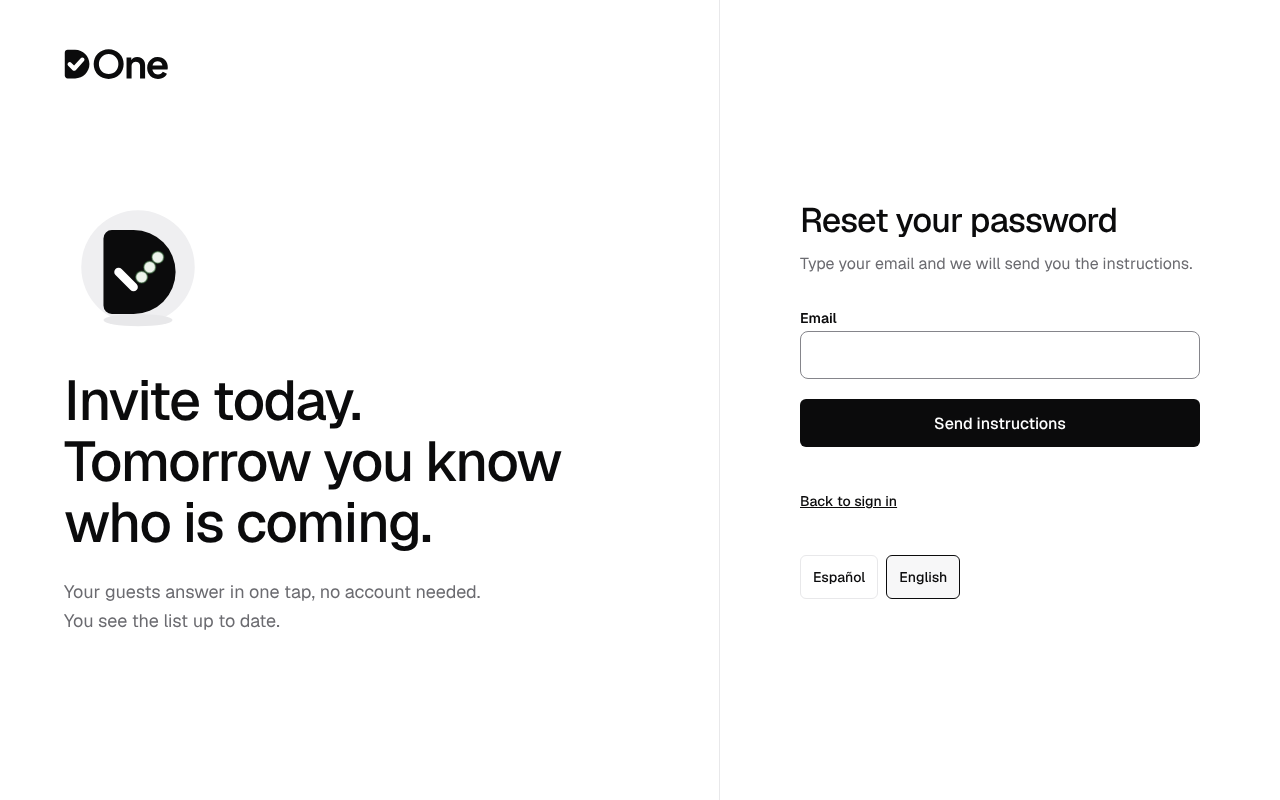 One
Invite today.
Tomorrow you know
who is coming.
Your guests answer in one tap, no account needed.
You see the list up to date.
Reset your password
Type your email and we will send you the instructions.
Email
Send instructions
Back to sign in
Español
English